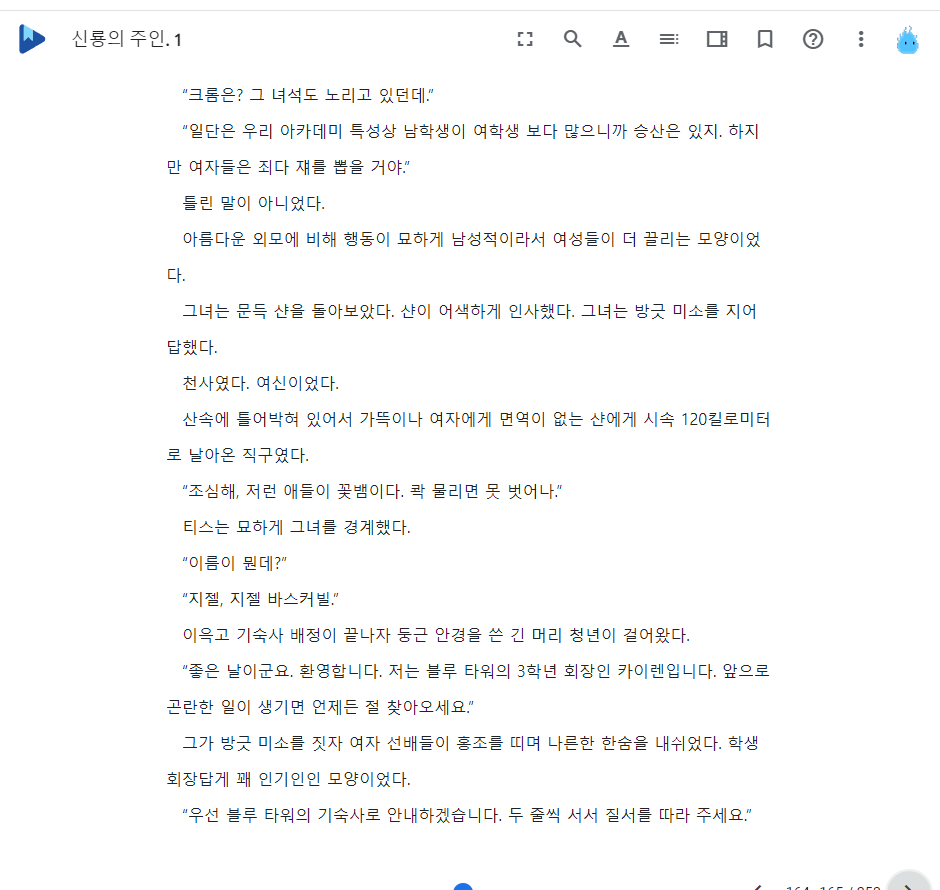 신룡의 주인. 1
“크롬은? 그 녀석도 노리고 있던데.”
“일단은 우리 아카데미 특성상 남학생이 여학생 보다 많으니까 승산은 있지. 하지
만 여자들은 죄다 쟤를 뽑을 거야.”
틀린 말이 아니었다.
아름다운 외모에 비해 행동이 묘하게 남성적이라서 여성들이 더 끌리는 모양이었
다.
그녀는 문득 샨을 돌아보았다. 샨이 어색하게 인사했다. 그녀는 방긋 미소를 지어
답했다.
천사였다. 여신이었다.
산속에 틀어박혀 있어서 가뜩이나 여자에게 면역이 없는 샨에게 시속 120킬로미터
로 날아온 직구였다.
“조심해, 저런 애들이 꽃뱀이다. 콱 물리면 못 벗어나.”
티스는 묘하게 그녀를 경계했다.
“이름이 뭔데?”
“지젤, 지젤 바스커빌.”
이윽고 기숙사 배정이 끝나자 둥근 안경을 쓴 긴 머리 청년이 걸어왔다.
“좋은 날이군요. 환영합니다. 저는 블루 타워의 3학년 회장인 카이렌입니다. 앞으로
곤란한 일이 생기면 언제든 절 찾아오세요.”
그가 방긋 미소를 짓자 여자 선배들이 홍조를 띠며 나른한 한숨을 내쉬었다. 학생
회장답게 꽤 인기인인 모양이었다.
“우선 블루 타워의 기숙사로 안내하겠습니다. 두 줄씩 서서 질서를 따라 주세요.”